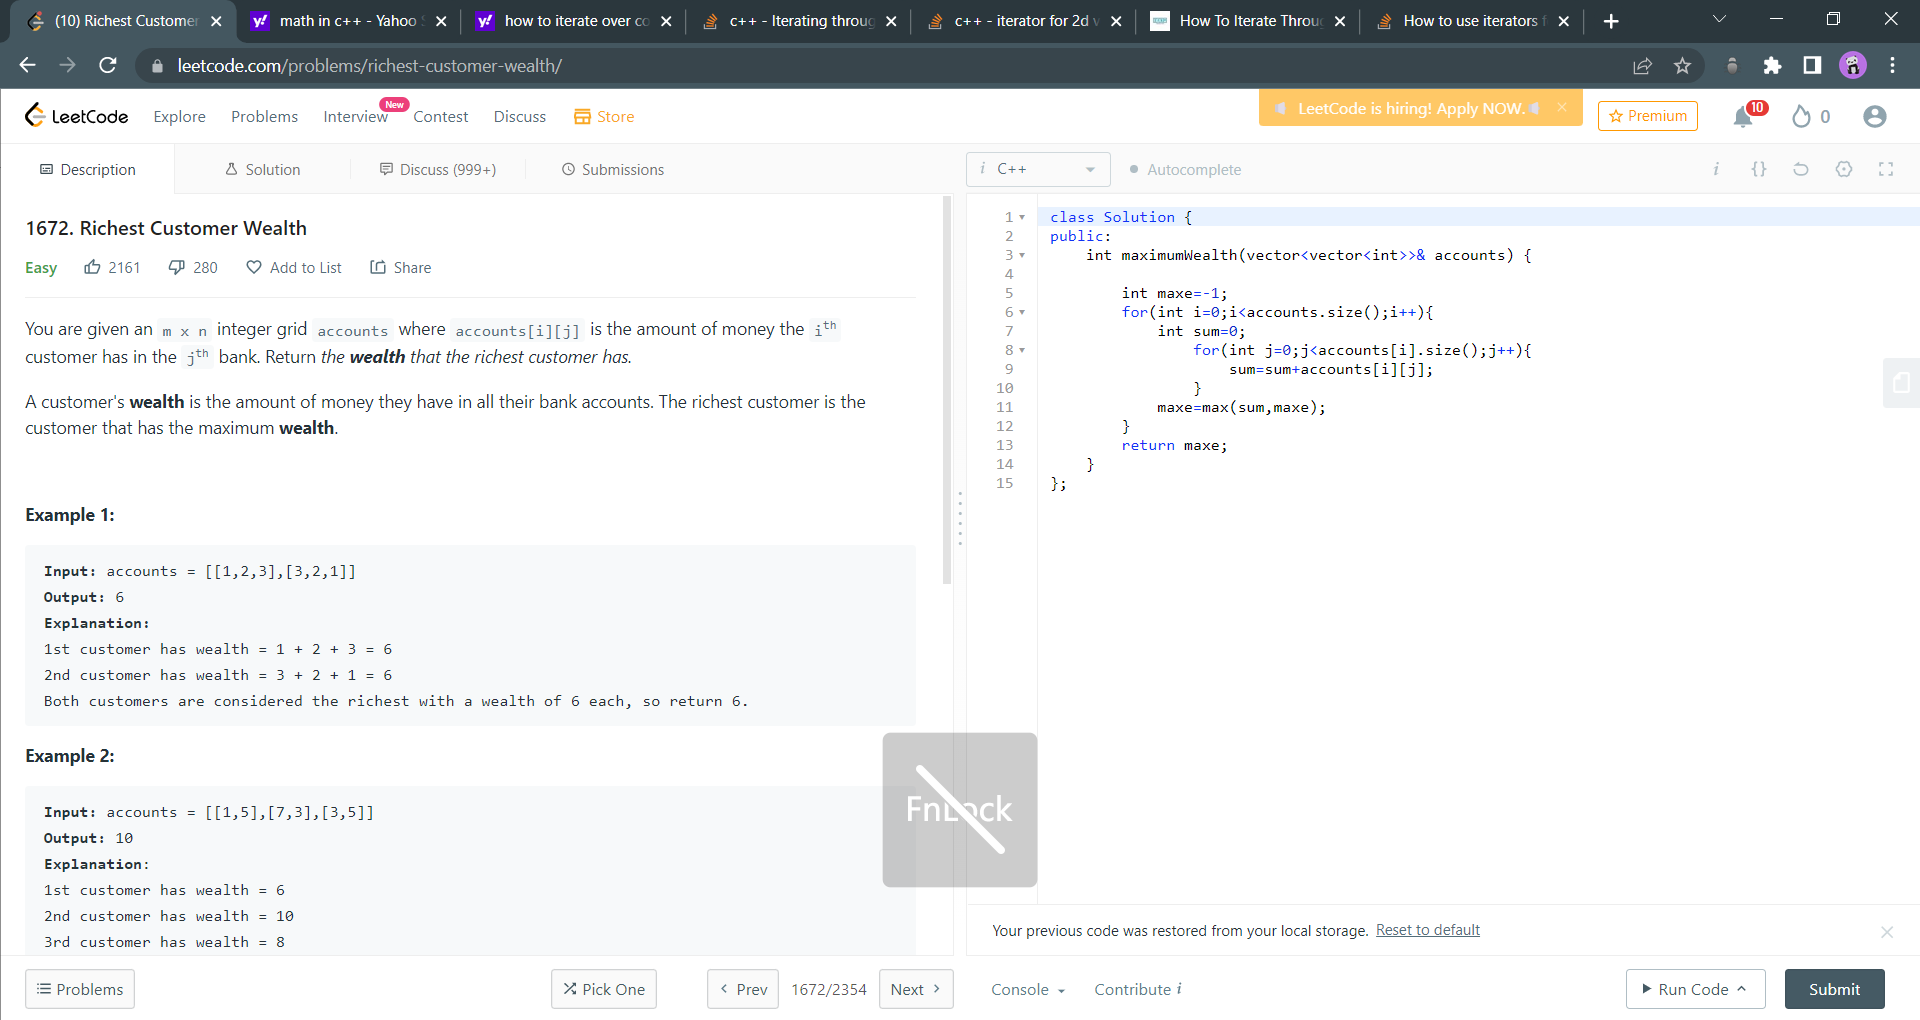 (10) Richest Customer
math in c++ - Yahoo
how to iterate over co
c++ - Iterating throug
c++ - iterator for 2d v
How To Iterate Throu
How to use iterators f
leetcode.com/problems/richest-customer-wealth/
LeetCode
Explore
Problems
Interview
New
Contest
Discuss
Store
LeetCode is hiring! Apply NOW.
Premium
10
0
Description
Solution
Discuss (999+)
Submissions
i C++
Autocomplete
i {}
1672. Richest Customer Wealth
Easy 2161 280 Add to List Share
You are given an m x n integer grid accounts where accounts[i][j] is the amount of money the ith
customer has in the jth bank. Return the wealth that the richest customer has.
A customer's wealth is the amount of money they have in all their bank accounts. The richest customer is the
customer that has the maximum wealth.
Example 1:
Input: accounts = [[1,2,3],[3,2,1]]
Output: 6
Explanation:
1st customer has wealth = 1 + 2 + 3 = 6
2nd customer has wealth = 3 + 2 + 1 = 6
Both customers are considered the richest with a wealth of 6 each, so return 6.
Example 2:
Input: accounts = [[1,5],[7,3],[3,5]]
Output: 10
Explanation:
1st customer has wealth = 6
2nd customer has wealth = 10
3rd customer has wealth = 8
1 class Solution {
2 public:
3 int maximumWealth(vector<vector<int>>& accounts) {
4
5 int maxe=-1;
6 for(int i=0;i<accounts.size();i++){
7 int sum=0;
8 for(int j=0;j<accounts[i].size();j++){
9 sum=sum+accounts[i][j];
10 }
11 maxe=max(sum,maxe);
12 }
13 return maxe;
14 }
15 };
FnLock
Your previous code was restored from your local storage. Reset to default
Problems
Pick One
Prev
1672/2354
Next
Console
Contribute i
Run Code
Submit